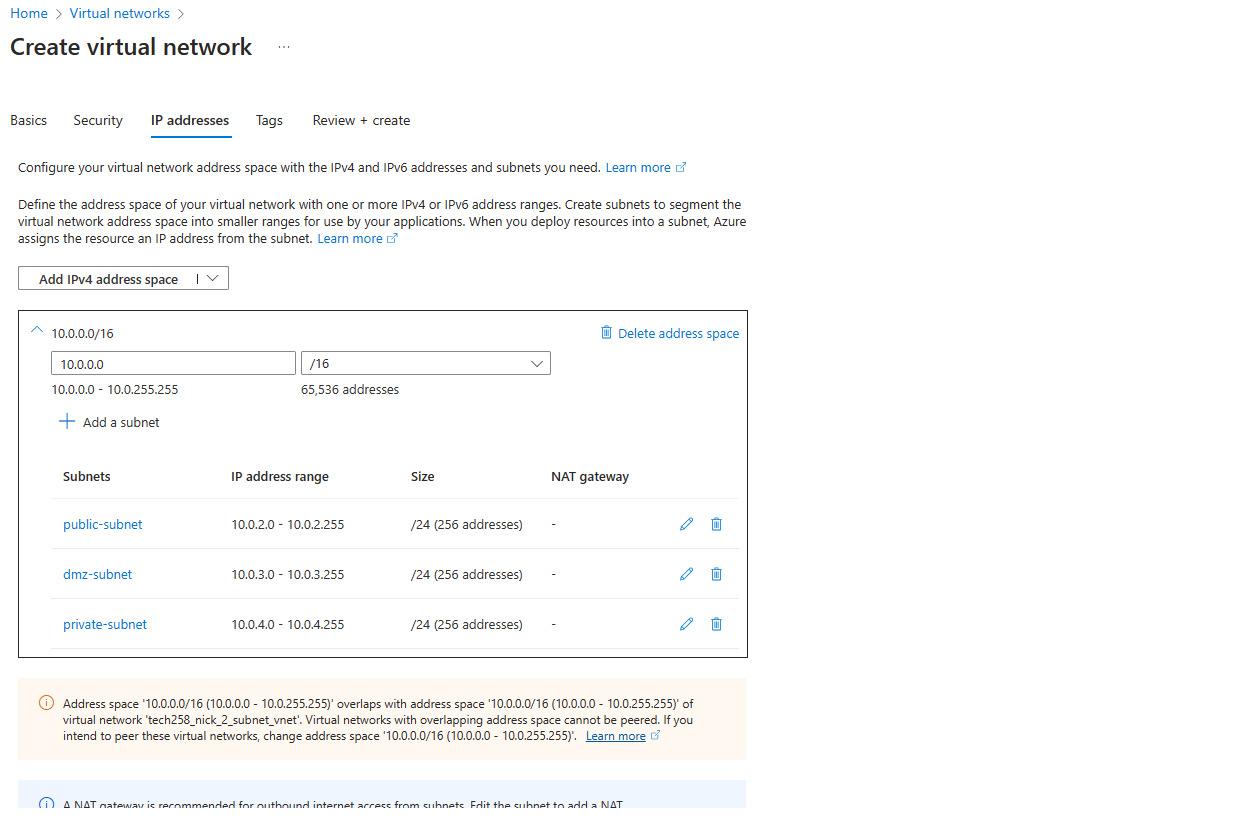 Home > Virtual networks >
Create virtual network ...
Basics Security IP addresses Tags Review + create
Configure your virtual network address space with the IPv4 and IPv6 addresses and subnets you need. Learn more
Define the address space of your virtual network with one or more IPv4 or IPv6 address ranges. Create subnets to segment the
virtual network address space into smaller ranges for use by your applications. When you deploy resources into a subnet, Azure
assigns the resource an IP address from the subnet. Learn more
Add IPv4 address space |
10.0.0.0/16 Delete address space
10.0.0.0 /16
10.0.0.0 - 10.0.255.255 65,536 addresses
+ Add a subnet
Subnets IP address range Size NAT gateway
public-subnet 10.0.2.0 - 10.0.2.255 /24 (256 addresses) -
dmz-subnet 10.0.3.0 - 10.0.3.255 /24 (256 addresses) -
private-subnet 10.0.4.0 - 10.0.4.255 /24 (256 addresses) -
Address space '10.0.0.0/16 (10.0.0.0 - 10.0.255.255)' overlaps with address space '10.0.0.0/16 (10.0.0.0 - 10.0.255.255)' of
virtual network 'tech258_nick_2_subnet_vnet'. Virtual networks with overlapping address space cannot be peered. If you
intend to peer these virtual networks, change address space '10.0.0.0/16 (10.0.0.0 - 10.0.255.255)'. Learn more
A NAT gateway is recommended for outbound internet access from subnets. Edit the subnet to add a NAT